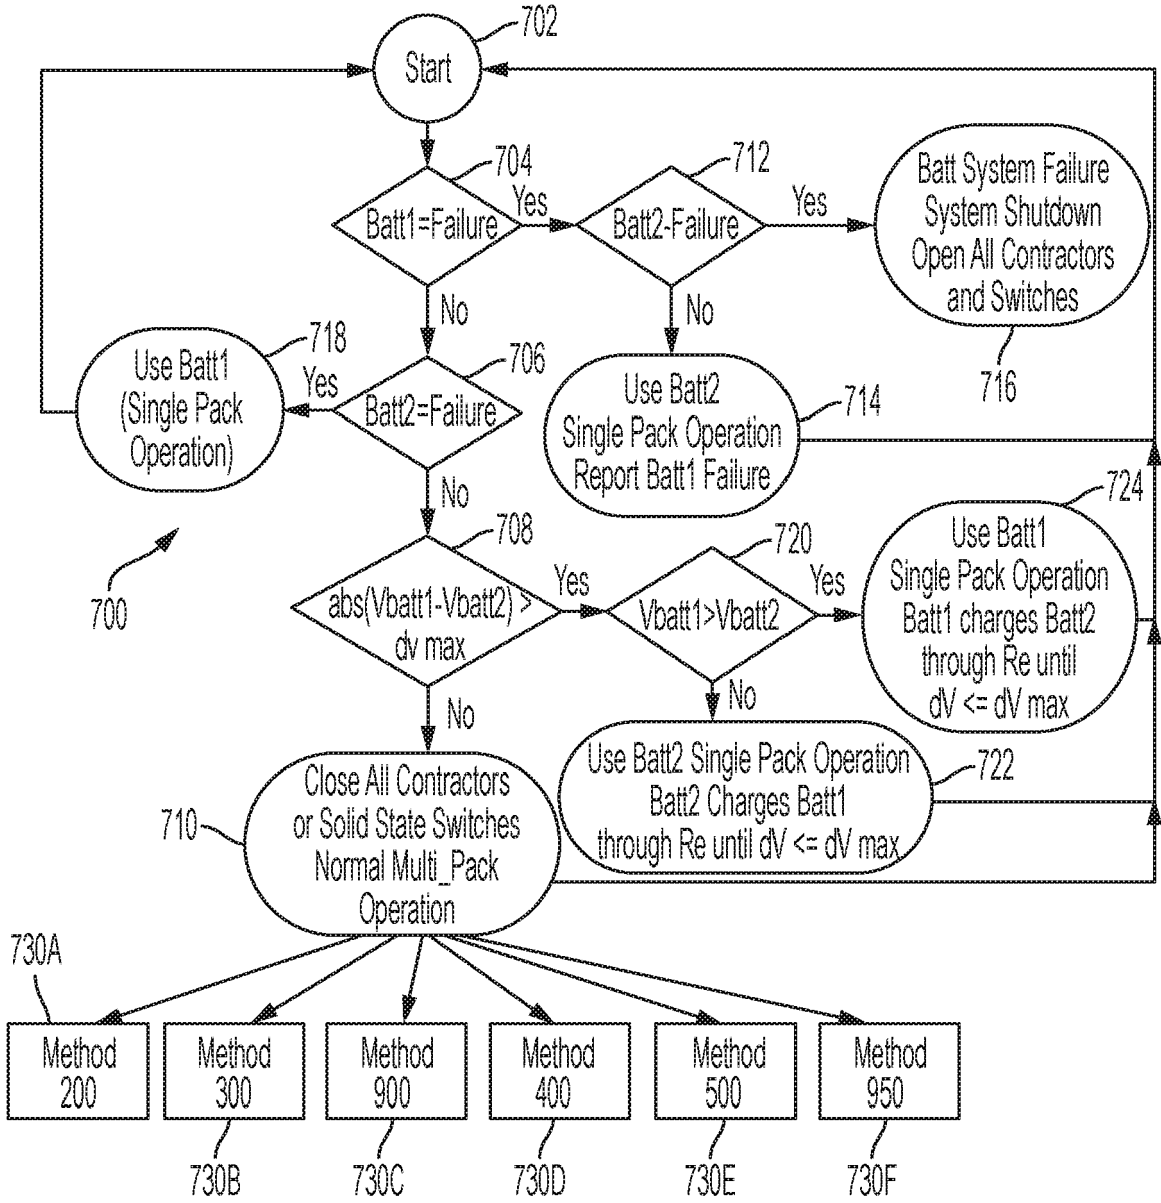 702
Start
704
Batt1=Failure
Yes
712
Batt2-Failure
Yes
Batt System Failure
System Shutdown
Open All Contractors
and Switches
716
No
No
718
Use Batt1
(Single Pack
Operation)
Yes
706
Batt2=Failure
Use Batt2
Single Pack Operation
Report Batt1 Failure
714
No
700
708
abs(Vbatt1-Vbatt2) >
dv max
Yes
720
Vbatt1>Vbatt2
Yes
724
Use Batt1
Single Pack Operation
Batt1 charges Batt2
through Re until
dV <= dV max
No
No
710
Close All Contractors
or Solid State Switches
Normal Multi_Pack
Operation
Use Batt2 Single Pack Operation
Batt2 Charges Batt1
through Re until dV <= dV max
722
730A
Method
200
Method
300
Method
900
Method
400
Method
500
Method
950
730B
730C
730D
730E
730F